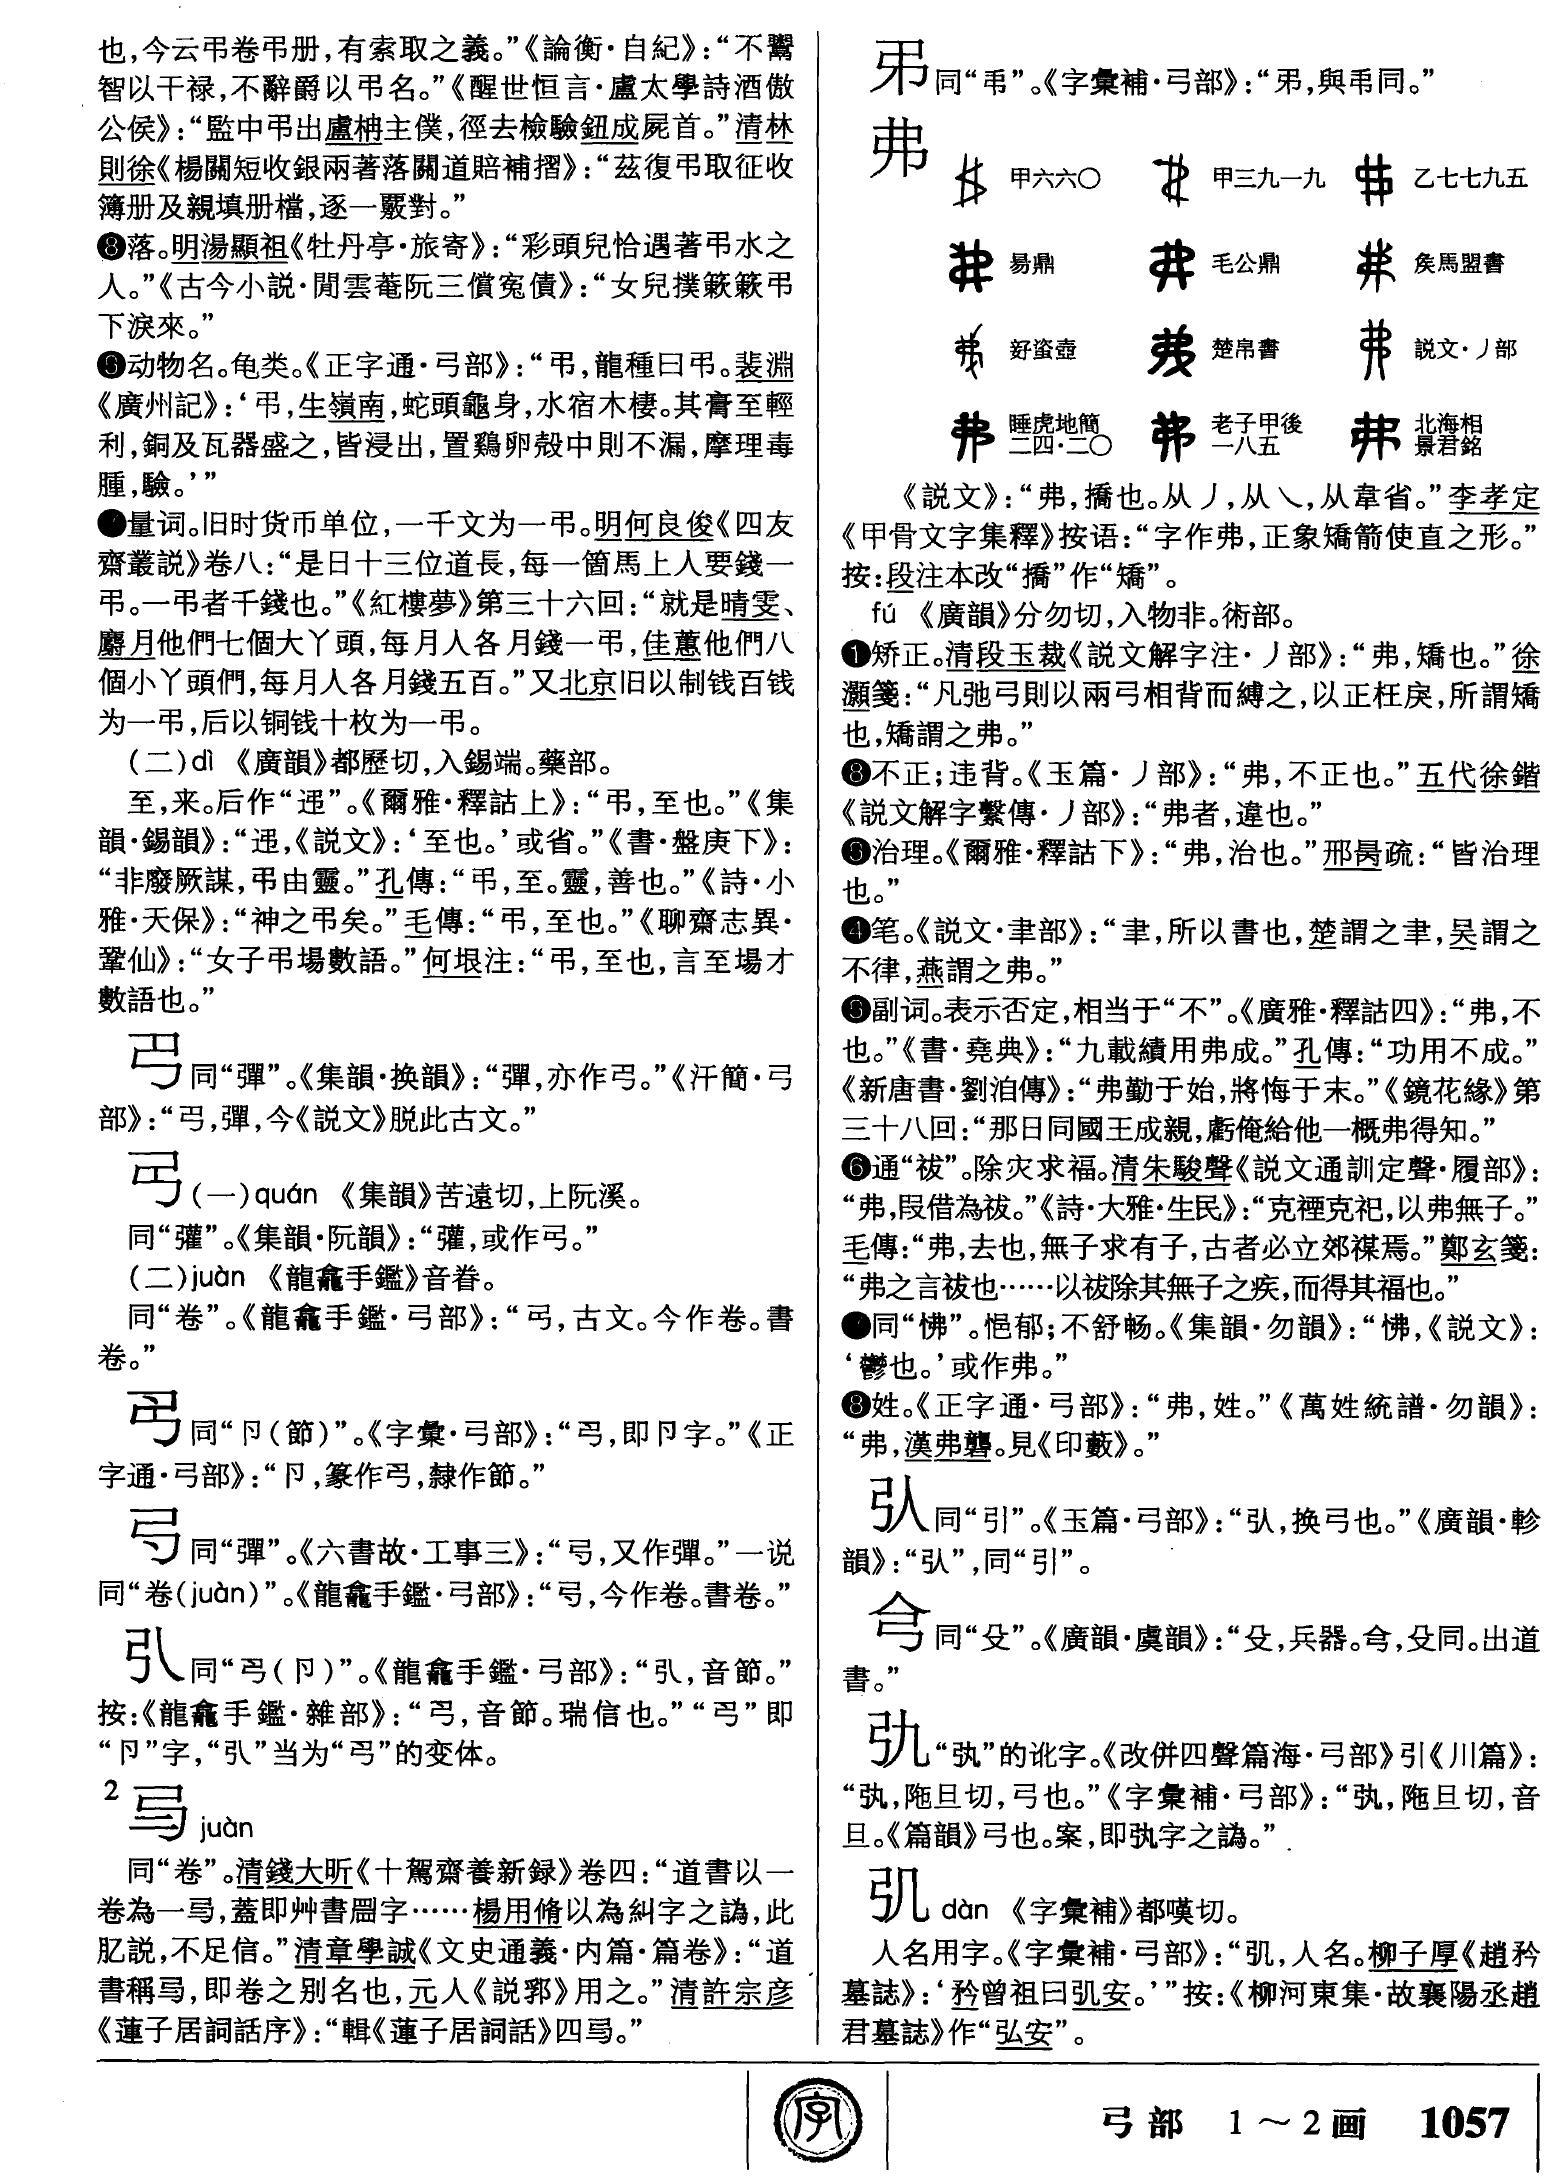 也,今云弔卷弔册,有索取之義。”《論衡·自紀》:“不鬻
智以干禄,不辭爵以弔名。”《醒世恒言·盧太學詩酒傲
公侯》:“監中弔出盧柟主僕,徑去檢驗鈕成屍首。”清林
則徐《楊關短收銀兩著落關道賠補摺》:“茲復弔取征收
簿册及親填册檔,逐一覈對。”
❽落。明湯顯祖《牡丹亭·旅寄》:“彩頭兒恰遇著弔水之
人。”《古今小説·閒雲菴阮三償寃債》:“女兒撲簌簌弔
下淚來。”
❾动物名。龟类。《正字通·弓部》:“弔,龍種曰弔。裴淵
《廣州記》:‘弔,生嶺南,蛇頭龜身,水宿木棲。其膏至輕
利,銅及瓦器盛之,皆浸出,置鷄卵殻中則不漏,摩理毒
腫,驗。’”
量词。旧时货币单位,一千文为一弔。明何良俊《四友
齋叢説》卷八:“是日十三位道長,每一箇馬上人要錢一
弔。一弔者千錢也。”《紅樓夢》第三十六回:“就是晴雯、
麝月他們七個大丫頭,每月人各月錢一弔,佳蕙他們八
個小丫頭們,每月人各月錢五百。”又北京旧以制钱百钱
为一弔,后以铜钱十枚为一弔。
(二)dì 《廣韻》都歷切,入錫端。藥部。
至,来。后作“迅”。《爾雅·釋詁上》:“弔,至也。”《集
韻·錫韻》:“,《説文》:‘至也。’或省。”《書·盤庚下》:
“非廢厥謀,弔由靈。”孔傳:“弔,至。靈,善也。”《詩·小
雅·天保》:“神之弔矣。”毛傳:“弔,至也。”《聊齋志異·
鞏仙》:“女子弔場數語。”何垠注:“弔,至也,言至場才
數語也。”
同“彈”。《集韻·换韻》:“彈,亦作。”《汗簡·弓
部》:“,彈,今《説文》脱此古文。”
(一)quán 《集韻》苦遠切,上阮溪。
同“彏”。《集韻·阮韻》:“,或作。”
(二)juàn 《龍龕手鑑》音眷。
同“卷”。《龍龕手鑑·弓部》:“,古文。今作卷。書
卷。”
同“卪(節)”。《字彙·弓部》:“,即卪字。”《正
字通·弓部》:“卪,篆作,隸作節。”
同“彈”。《六書故·工事三》:“,又作彈。”一说
同“卷(juàn)”。《龍龕手鑑·弓部》:“,今作卷。書卷。”
同“(卪)”。《龍龕手鑑·弓部》:“,音節。”
按:《龍龕手鑑·雜部》:“,音節。瑞信也。”“”即
“卪”字,“”当为“”的变体。
2 juàn
同“卷”。清錢大昕《十駕齋養新録》卷四:“道書以一
卷為一,蓋即艸書字……楊用脩以為糾字之譌,此
肊説,不足信。”清章學誠《文史通義·内篇·篇卷》:“道
書稱,即卷之别名也,元人《説郛》用之。”清許宗彦
《蓮子居詞話序》:“輯《蓮子居詞話》四。”
同“”。《字彙補·弓部》:“,與同。”
弗
甲六六〇 甲三九一九 乙七七九五
昜鼎 毛公鼎 矦馬盟書
蚉壺 楚帛書 説文·丿部
睡虎地簡二四·二〇 老子甲後一八五 北海相景君銘
《説文》:“弗,撟也。从丿,从乀,从韋省。”李孝定
《甲骨文字集釋》按语:“字作弗,正象矯箭使直之形。”
按:段注本改“撟”作“矯”。
fú 《廣韻》分勿切,入物非。術部。
❶矫正。清段玉裁《説文解字注·丿部》:“弗,矯也。”徐
灝箋:“凡弛弓則以兩弓相背而縛之,以正枉戾,所謂矯
也,矯謂之弗。”
不正;违背。《玉篇·丿部》:“弗,不正也。”五代徐鍇
《説文解字繫傳·丿部》:“弗者,違也。”
治理。《爾雅·釋詁下》:“弗,治也。”邢昺疏:“皆治理
也。”
❹笔。《説文·聿部》:“聿,所以書也,楚謂之聿,吴謂之
不律,燕謂之弗。”
❺副词。表示否定,相当于“不”。《廣雅·釋詁四》:“弗,不
也。”《書·堯典》:“九載績用弗成。”孔傳:“功用不成。”
《新唐書·劉洎傳》:“弗勤于始,將悔于末。”《鏡花緣》第
三十八回:“那日同國王成親,虧俺給他一概弗得知。”
❻通“祓”。除灾求福。清朱駿聲《説文通訓定聲·履部》:
“弗,叚借為祓。”《詩·大雅·生民》:“克禋克祀,以弗無子。”
毛傳:“弗,去也,無子求有子,古者必立郊禖焉。”鄭玄箋:
“弗之言祓也……以祓除其無子之疾,而得其福也。”
❼同“怫”。悒郁;不舒畅。《集韻·勿韻》:“怫,《説文》:
‘鬱也。’或作弗。”
❽姓。《正字通·弓部》:“弗,姓。”《萬姓統譜·勿韻》:
“弗,漢弗礱。見《印藪》。”
同“引”。《玉篇·弓部》:“,换弓也。”《廣韻·軫
韻》:“”,同“引”。
同“殳”。《廣韻·虞韻》:“殳,兵器。,殳同。出道
書。”
“”的讹字。《改併四聲篇海·弓部》引《川篇》:
“,陁旦切,弓也。”《字彙補·弓部》:“,陁旦切,音
旦。《篇韻》弓也。案,即字之譌。”
dàn 《字彙補》都嘆切。
人名用字。《字彙補·弓部》:“,人名。柳子厚《趙矜
墓誌》:‘矜曾祖曰安。’”按:《柳河東集·故襄陽丞趙
君墓誌》作“弘安”。
字
弓部 1～2画 1057